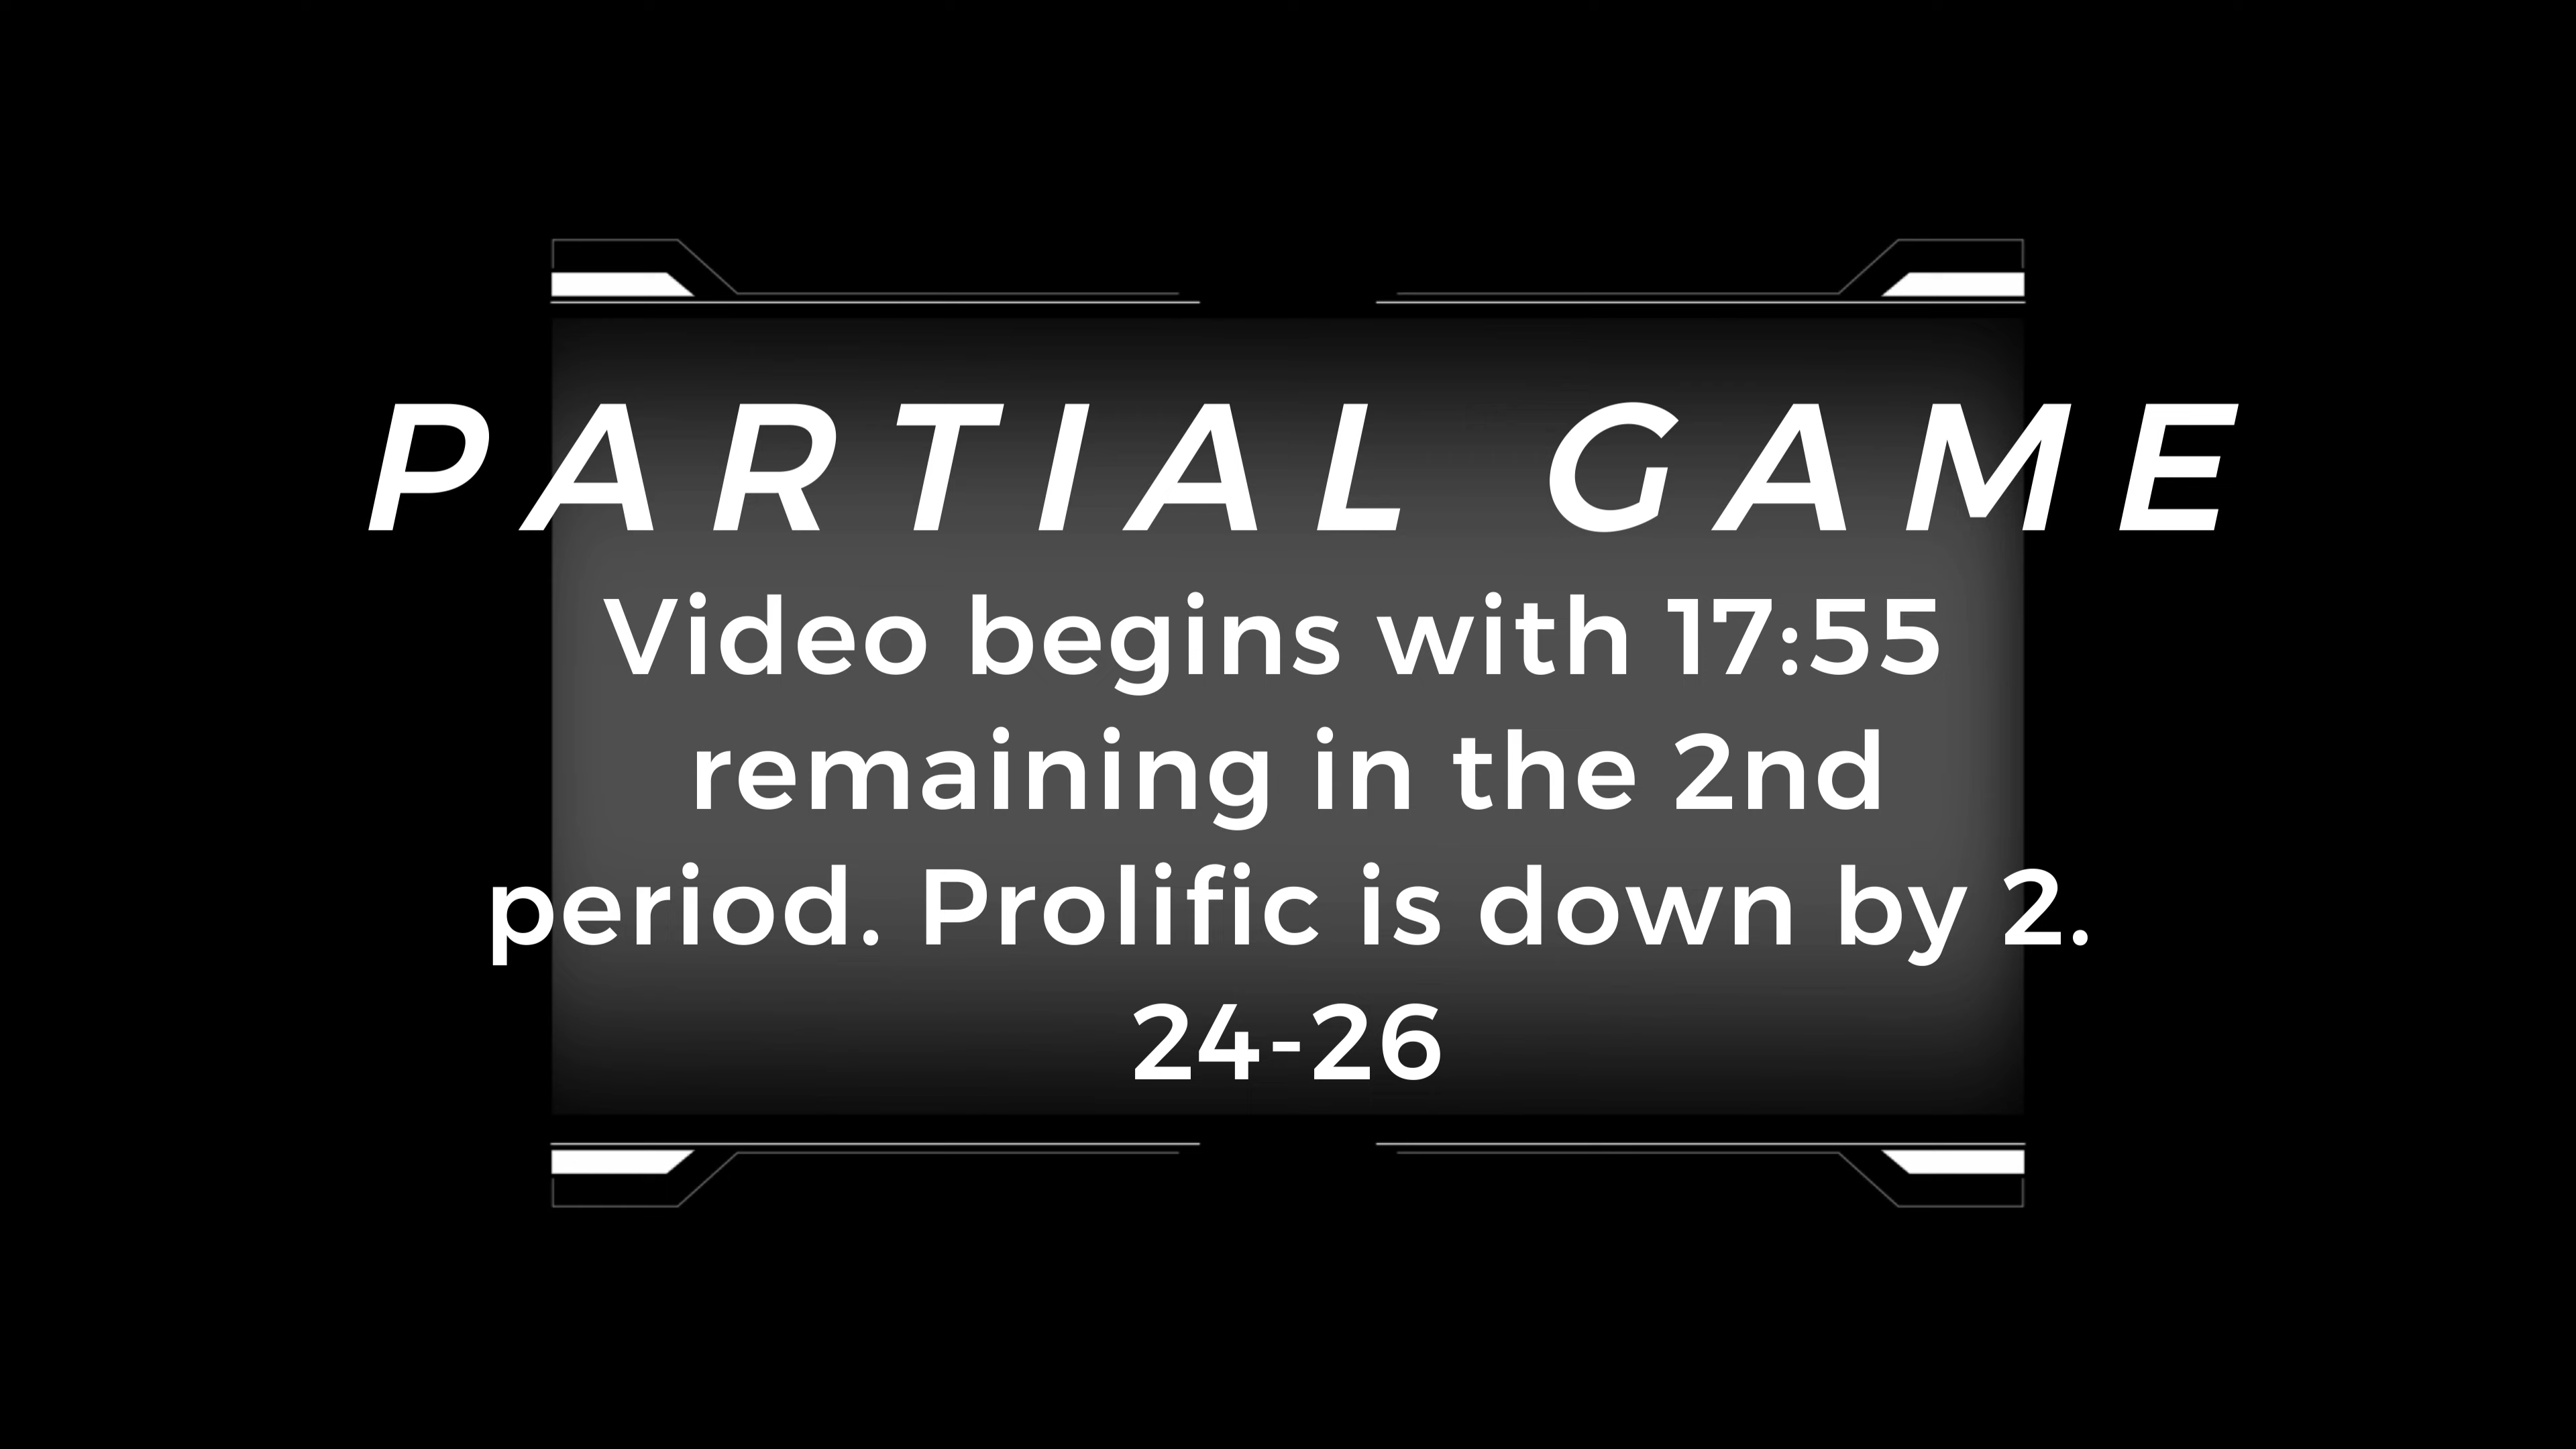 PARTIAL GAME
Video begins with 17:55
remaining in the 2nd
period. Prolific is down by 2.
24-26